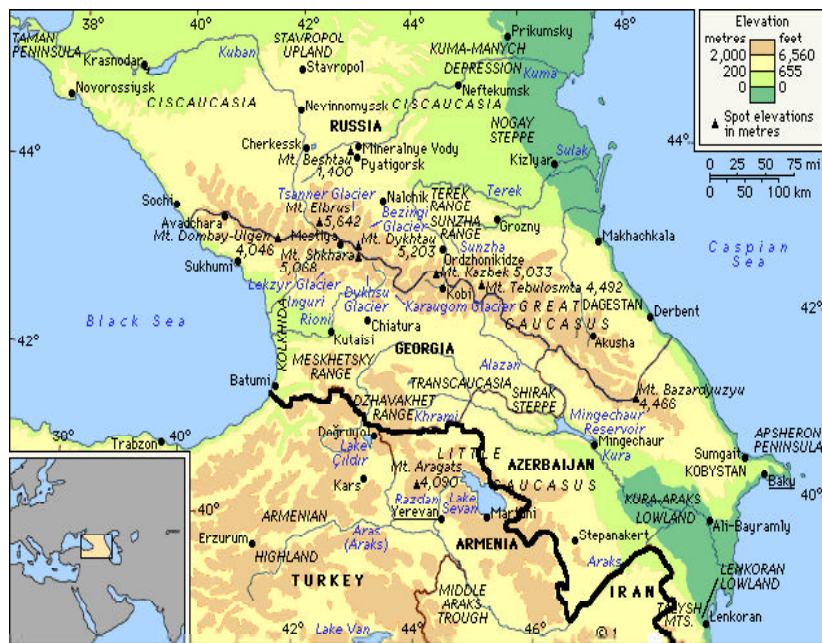 38°
40°
42°
44°
46°
48°
TAMAN
PENINSULA
Krasnodar
Kuban
STAVROPOL
UPLAND
Stavropol
Prikumsky
KUMA-MANYCH
DEPRESSION
Kuma
Elevation
metres
feet
2,000
6,560
200
655
0
0
Spot elevations
in metres
Novorossiysk
CISCAUCASIA
Nevinnomyssk
CISCAUCASIA
Neftekumsk
NOGAY
STEPPE
RUSSIA
44°
44°
Cherkessk
Mineralnye Vody
Mt. Beshtau
1,400
Pyatigorsk
Kizlyar
Sulak
0 25 50 75 mi
0 50 100 km
Tsanner Glacier
Nalchik
TEREK
RANGE
Terek
Sochi
Mt. Elbrus
5,642
Bezingi
Glacier
SUNZHA
RANGE
Grozny
Avadchara
Mt. Dombay-Ulgen
4,046
Mestiya
Mt. Dykhtau
5,203
Sunzha
Makhachkala
Caspian
Sea
Mt. Shkhara
5,068
Ordzhonikidze
Sukhumi
Mt. Kazbek 5,033
Lekzyr Glacier
Mt. Tebulosmta 4,492
Inguri
Dykhsu
Glacier
Kobi
Karaugom Glacier
GREAT
CAUCASUS
DAGESTAN
Derbent
Black Sea
Rioni
KOLKHIDA
Chiatura
42°
42°
Kutaisi
Akusha
GEORGIA
MESKHETSKY
RANGE
Alazan
Batumi
TRANSCAUCASIA
SHIRAK
STEPPE
Mt. Bazardyuzyu
4,466
DZHAVAKHET
RANGE
Khrami
Mingechaur
Reservoir
38°
Trabzon
40°
Doğruyol
Lake
Çıldır
LITTLE
CAUCASUS
Mingechaur
Kura
APSHERON
PENINSULA
Sumgait
KOBYSTAN
Baku
Mt. Aragats
4,090
AZERBAIJAN
Kars
Razdan
Lake
Sevan
KURA-ARAKS
LOWLAND
40°
40°
ARMENIAN
HIGHLAND
Aras
(Araks)
Yerevan
Martuni
Ali-Bayramly
Erzurum
ARMENIA
Stepanakert
Araks
LENKORAN
LOWLAND
TURKEY
IRAN
MIDDLE
ARAKS
TROUGH
TALYSH
MTS.
Lenkoran
42°
Lake Van
44°
46°
© 1
48°